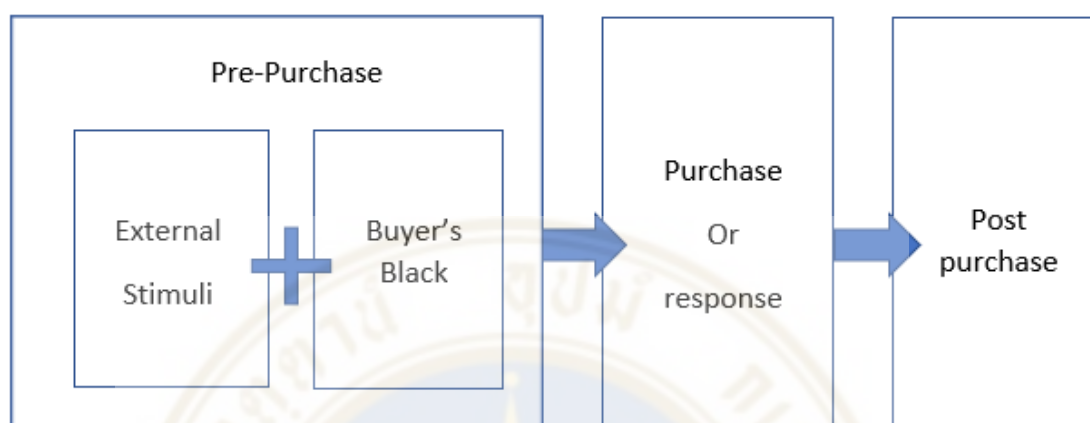 Pre-Purchase
External
Stimuli
Buyer's
Black
Purchase
Or
response
Post
purchase